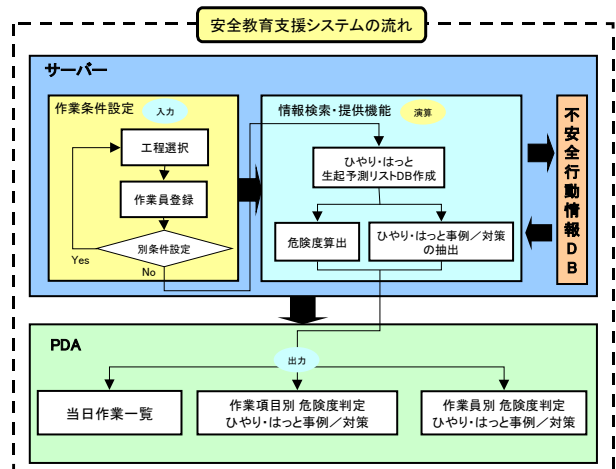 安全教育支援システムの流れ
サーバー
作業条件設定
入力
工程選択
作業員登録
別条件設定
Yes
No
情報検索・提供機能
演算
ひやり・はっと
生起予測リストDB作成
危険度算出
ひやり・はっと事例／対策
の抽出
不安全行動情報DB
PDA
出力
当日作業一覧
作業項目別 危険度判定
ひやり・はっと事例／対策
作業員別 危険度判定
ひやり・はっと事例／対策